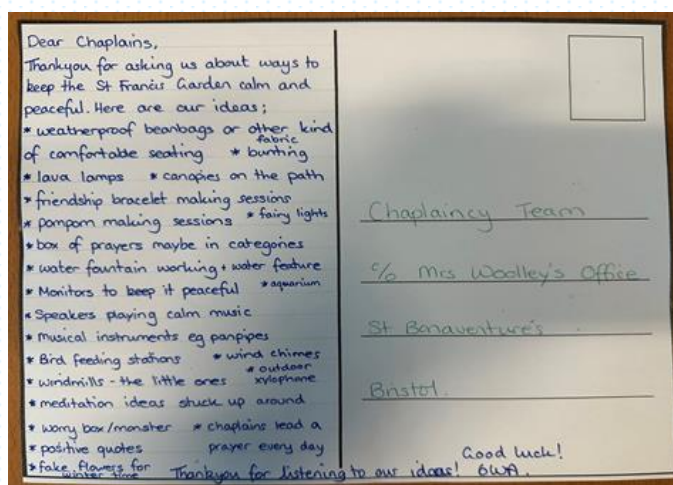 Dear Chaplains,
Thankyou for asking us about ways to
keep the St Francis Garden calm and
peaceful. Here are our ideas;
* weatherproof beanbags or other kind
of comfortable seating * fabric bunting
* lava lamps * canopies on the path
* friendship bracelet making sessions
* pompom making sessions * fairy lights
* box of prayers maybe in categories
* water fountain working + water feature
* Monitors to keep it peaceful * aquarium
* Speakers playing calm music
* Musical instruments eg panpipes
* Bird feeding stations * wind chimes
* windmills - the little ones * outdoor xylophone
* meditation ideas stuck up around
* worry box/monster * chaplains lead a
* positive quotes prayer every day
* fake flowers for
winter time
Thankyou for listening to our ideas! 6WA.
Good luck!
Chaplaincy Team
c/o Mrs Woolley's Office
St Bonaventure's
Bristol.